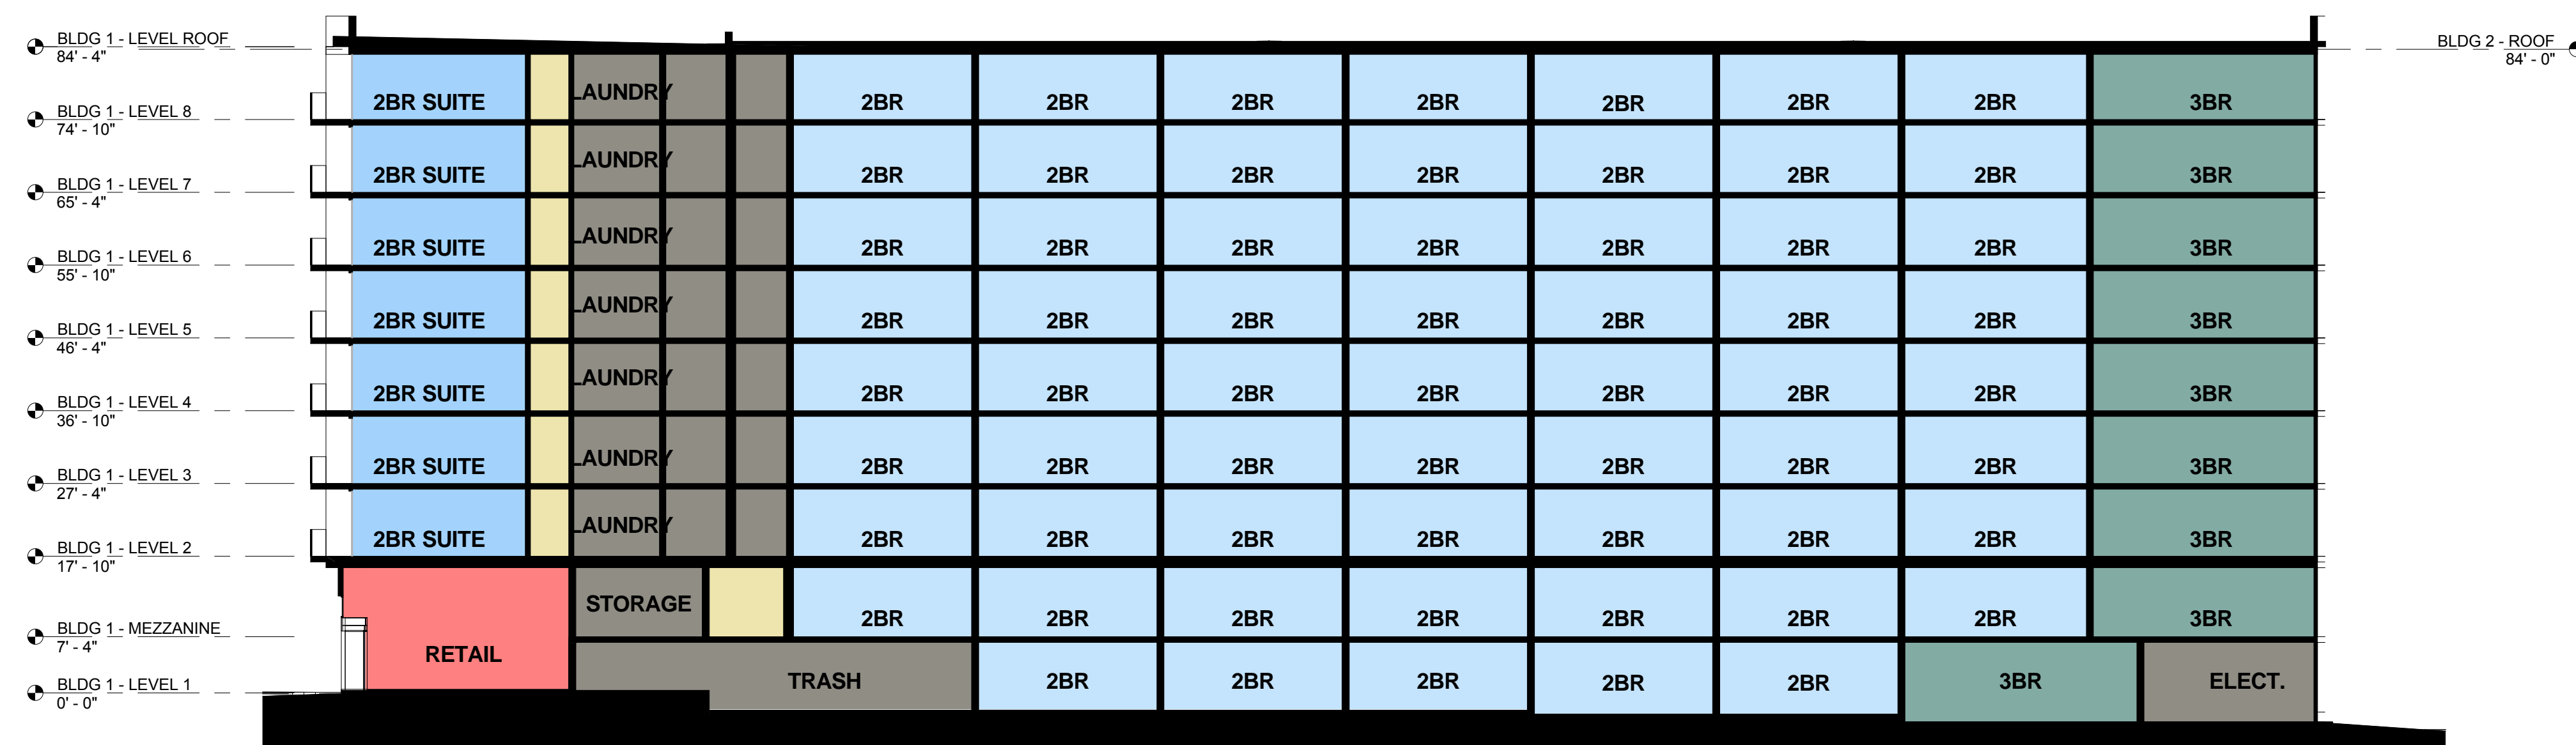 BLDG 1 - LEVEL ROOF
84' - 4"
BLDG 2 - ROOF
84' - 0"
2BR SUITE LAUNDRY 2BR 2BR 2BR 2BR 2BR 2BR 2BR 3BR
BLDG 1 - LEVEL 8
74' - 10"
2BR SUITE LAUNDRY 2BR 2BR 2BR 2BR 2BR 2BR 2BR 3BR
BLDG 1 - LEVEL 7
65' - 4"
2BR SUITE LAUNDRY 2BR 2BR 2BR 2BR 2BR 2BR 2BR 3BR
BLDG 1 - LEVEL 6
55' - 10"
2BR SUITE LAUNDRY 2BR 2BR 2BR 2BR 2BR 2BR 2BR 3BR
BLDG 1 - LEVEL 5
46' - 4"
2BR SUITE LAUNDRY 2BR 2BR 2BR 2BR 2BR 2BR 2BR 3BR
BLDG 1 - LEVEL 4
36' - 10"
2BR SUITE LAUNDRY 2BR 2BR 2BR 2BR 2BR 2BR 2BR 3BR
BLDG 1 - LEVEL 3
27' - 4"
2BR SUITE LAUNDRY 2BR 2BR 2BR 2BR 2BR 2BR 2BR 3BR
BLDG 1 - LEVEL 2
17' - 10"
STORAGE 2BR 2BR 2BR 2BR 2BR 2BR 2BR 3BR
BLDG 1 - MEZZANINE
7' - 4"
RETAIL TRASH 2BR 2BR 2BR 2BR 2BR 3BR ELECT.
BLDG 1 - LEVEL 1
0' - 0"